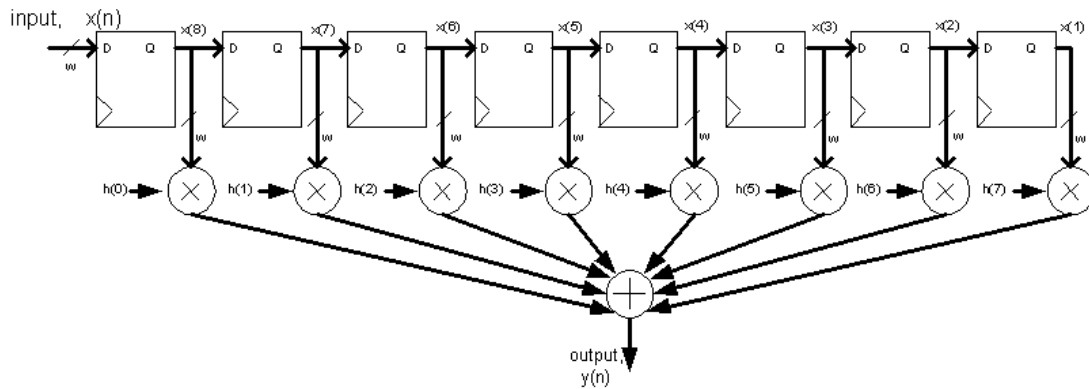 input, x(n)
x(8) x(7) x(6) x(5) x(4) x(3) x(2) x(1)
D Q D Q D Q D Q D Q D Q D Q D Q
w
w w w w w w w w
h(0) h(1) h(2) h(3) h(4) h(5) h(6) h(7)
output,
y(n)